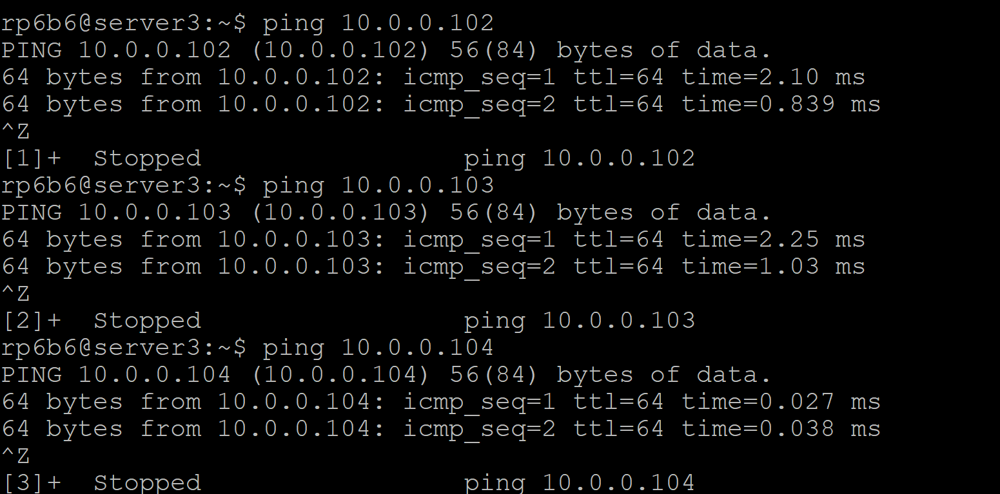 rp6b6@server3:~$ ping 10.0.0.102
PING 10.0.0.102 (10.0.0.102) 56(84) bytes of data.
64 bytes from 10.0.0.102: icmp_seq=1 ttl=64 time=2.10 ms
64 bytes from 10.0.0.102: icmp_seq=2 ttl=64 time=0.839 ms
^Z
[1]+  Stopped                 ping 10.0.0.102
rp6b6@server3:~$ ping 10.0.0.103
PING 10.0.0.103 (10.0.0.103) 56(84) bytes of data.
64 bytes from 10.0.0.103: icmp_seq=1 ttl=64 time=2.25 ms
64 bytes from 10.0.0.103: icmp_seq=2 ttl=64 time=1.03 ms
^Z
[2]+  Stopped                 ping 10.0.0.103
rp6b6@server3:~$ ping 10.0.0.104
PING 10.0.0.104 (10.0.0.104) 56(84) bytes of data.
64 bytes from 10.0.0.104: icmp_seq=1 ttl=64 time=0.027 ms
64 bytes from 10.0.0.104: icmp_seq=2 ttl=64 time=0.038 ms
^Z
[3]+  Stopped                 ping 10.0.0.104